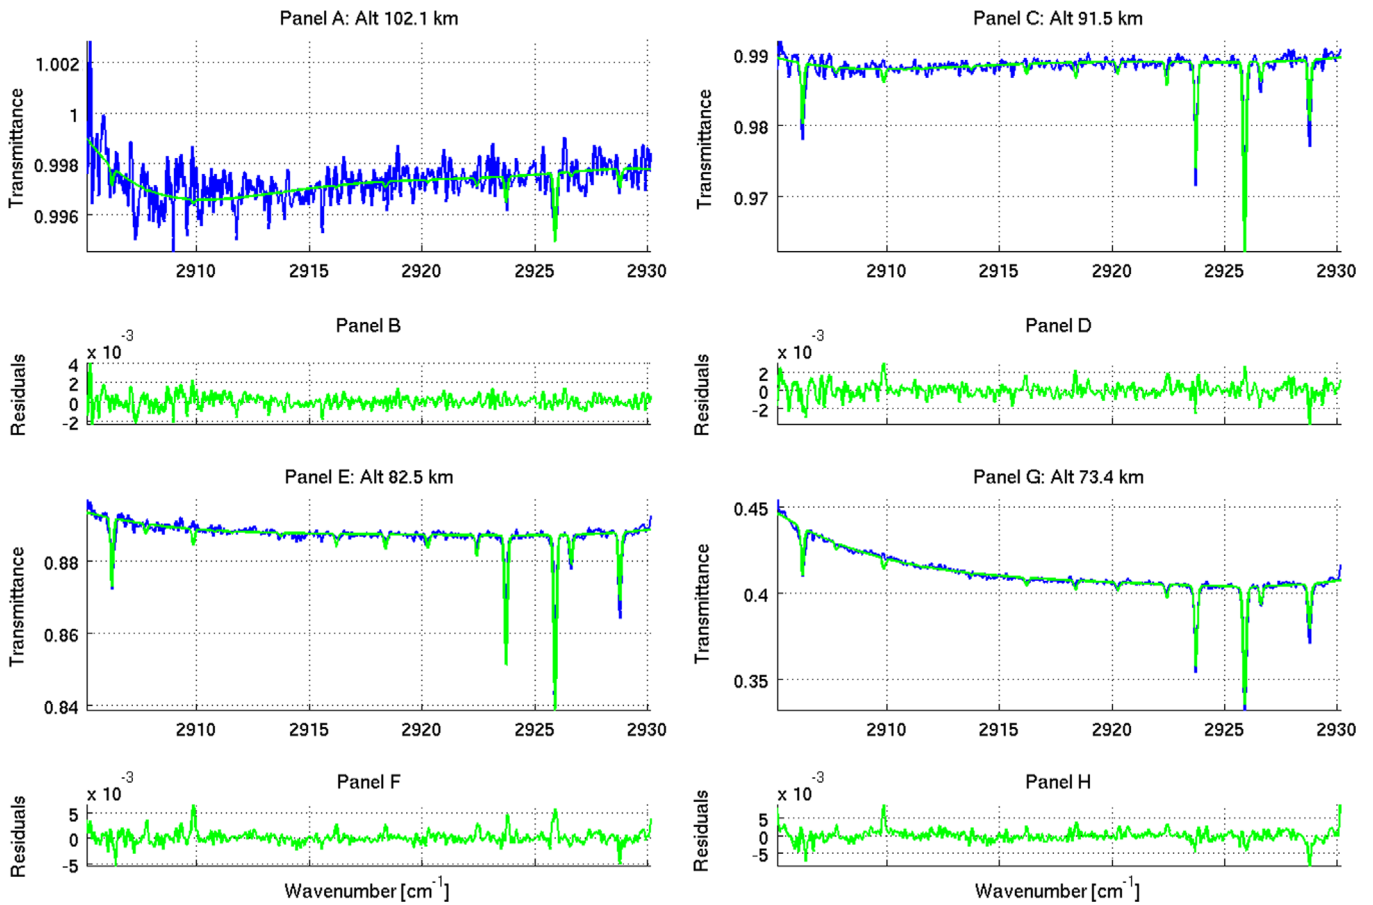 Panel A: Alt 102.1 km
Transmittance
1.002
1
0.998
0.996
2910 2915 2920 2925 2930
Panel C: Alt 91.5 km
Transmittance
0.99
0.98
0.97
2910 2915 2920 2925 2930
Panel B
x 10⁻³
Residuals
4
2
0
-2
Panel D
x 10⁻³
Residuals
2
0
-2
Panel E: Alt 82.5 km
Transmittance
0.88
0.86
0.84
2910 2915 2920 2925 2930
Panel G: Alt 73.4 km
Transmittance
0.45
0.4
0.35
2910 2915 2920 2925 2930
Panel F
x 10⁻³
Residuals
5
0
-5
Wavenumber [cm⁻¹]
Panel H
x 10⁻³
Residuals
5
0
-5
Wavenumber [cm⁻¹]